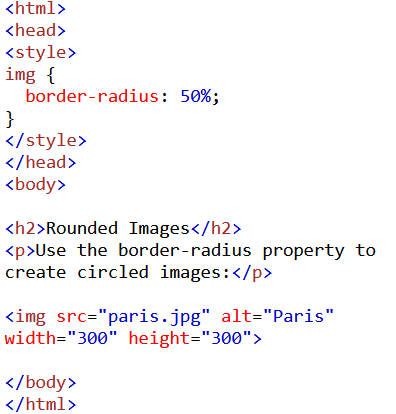 <html>
<head>
<style>
img {
  border-radius: 50%;
}
</style>
</head>
<body>

<h2>Rounded Images</h2>
<p>Use the border-radius property to
create circled images:</p>

<img src="paris.jpg" alt="Paris"
width="300" height="300">

</body>
</html>